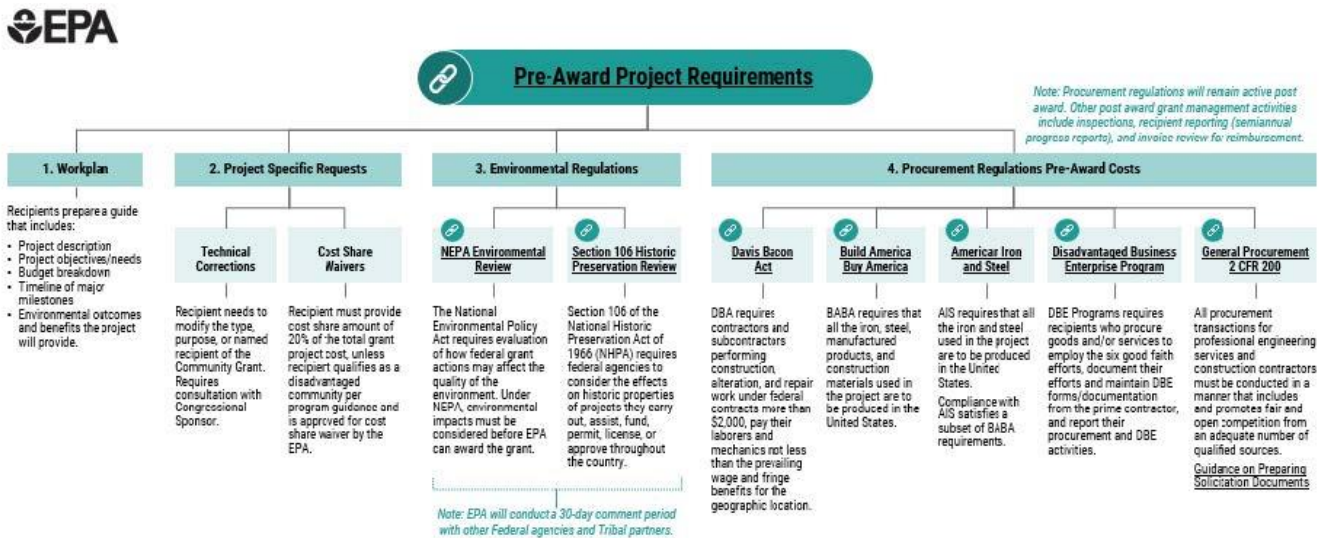 EPA
Pre-Award Project Requirements
Note: Procurement regulations will remain active post
award. Other post award grant management activities
include inspections, recipient reporting (semiannual
progress reports), and invoice review for reimbursement.
1. Workplan
Recipients prepare a guide
that includes:
• Project description
• Project objectives/needs
• Budget breakdown
• Timeline of major
milestones
• Environmental outcomes
and benefits the project
will provide.
2. Project Specific Requests
Technical
Corrections
Recipient needs to
modify the type,
purpose, or named
recipient of the
Community Grant.
Requires
consultation with
Congressional
Sponsor.
Cost Share
Waivers
Recipient must provide
cost share amount of
20% of the total grant
project cost, unless
recipient qualifies as a
disadvantaged
community per
program guidance and
is approved for cost
share waiver by the
EPA.
3. Environmental Regulations
NEPA Environmental
Review
The National
Environmental Policy
Act requires evaluation
of how federal grant
actions may affect the
quality of the
environment. Under
NEPA, environmental
impacts must be
considered before EPA
can award the grant.
Section 106 Historic
Preservation Review
Section 106 of the
National Historic
Preservation Act of
1966 (NHPA) requires
federal agencies to
consider the effects
on historic properties
of projects they carry
out, assist, fund,
permit, license, or
approve throughout
the country.
Note: EPA will conduct a 30-day comment period
with other Federal agencies and Tribal partners.
4. Procurement Regulations Pre-Award Costs
Davis Bacon
Act
DBA requires
contractors and
subcontractors
performing
construction,
alteration, and repair
work under federal
contracts more than
$2,000, pay their
laborers and
mechanics not less
than the prevailing
wage and fringe
benefits for the
geographic location.
Build America
Buy America
BABA requires that
all the iron, steel,
manufactured
products, and
construction
materials used in
the project are to
be produced in the
United States.
American Iron
and Steel
AIS requires that all
the iron and steel
used in the project
are to be produced
in the United
States.
Compliance with
AIS satisfies a
subset of BABA
requirements.
Disadvantaged Business
Enterprise Program
DBE Programs requires
recipients who procure
goods and/or services to
employ the six good faith
efforts, document their
efforts and maintain DBE
forms/documentation
from the prime contractor,
and report their
procurement and DBE
activities.
General Procurement
2 CFR 200
All procurement
transactions for
professional engineering
services and
construction contractors
must be conducted in a
manner that includes
and promotes fair and
open competition from
an adequate number of
qualified sources.
Guidance on Preparing
Solicitation Documents